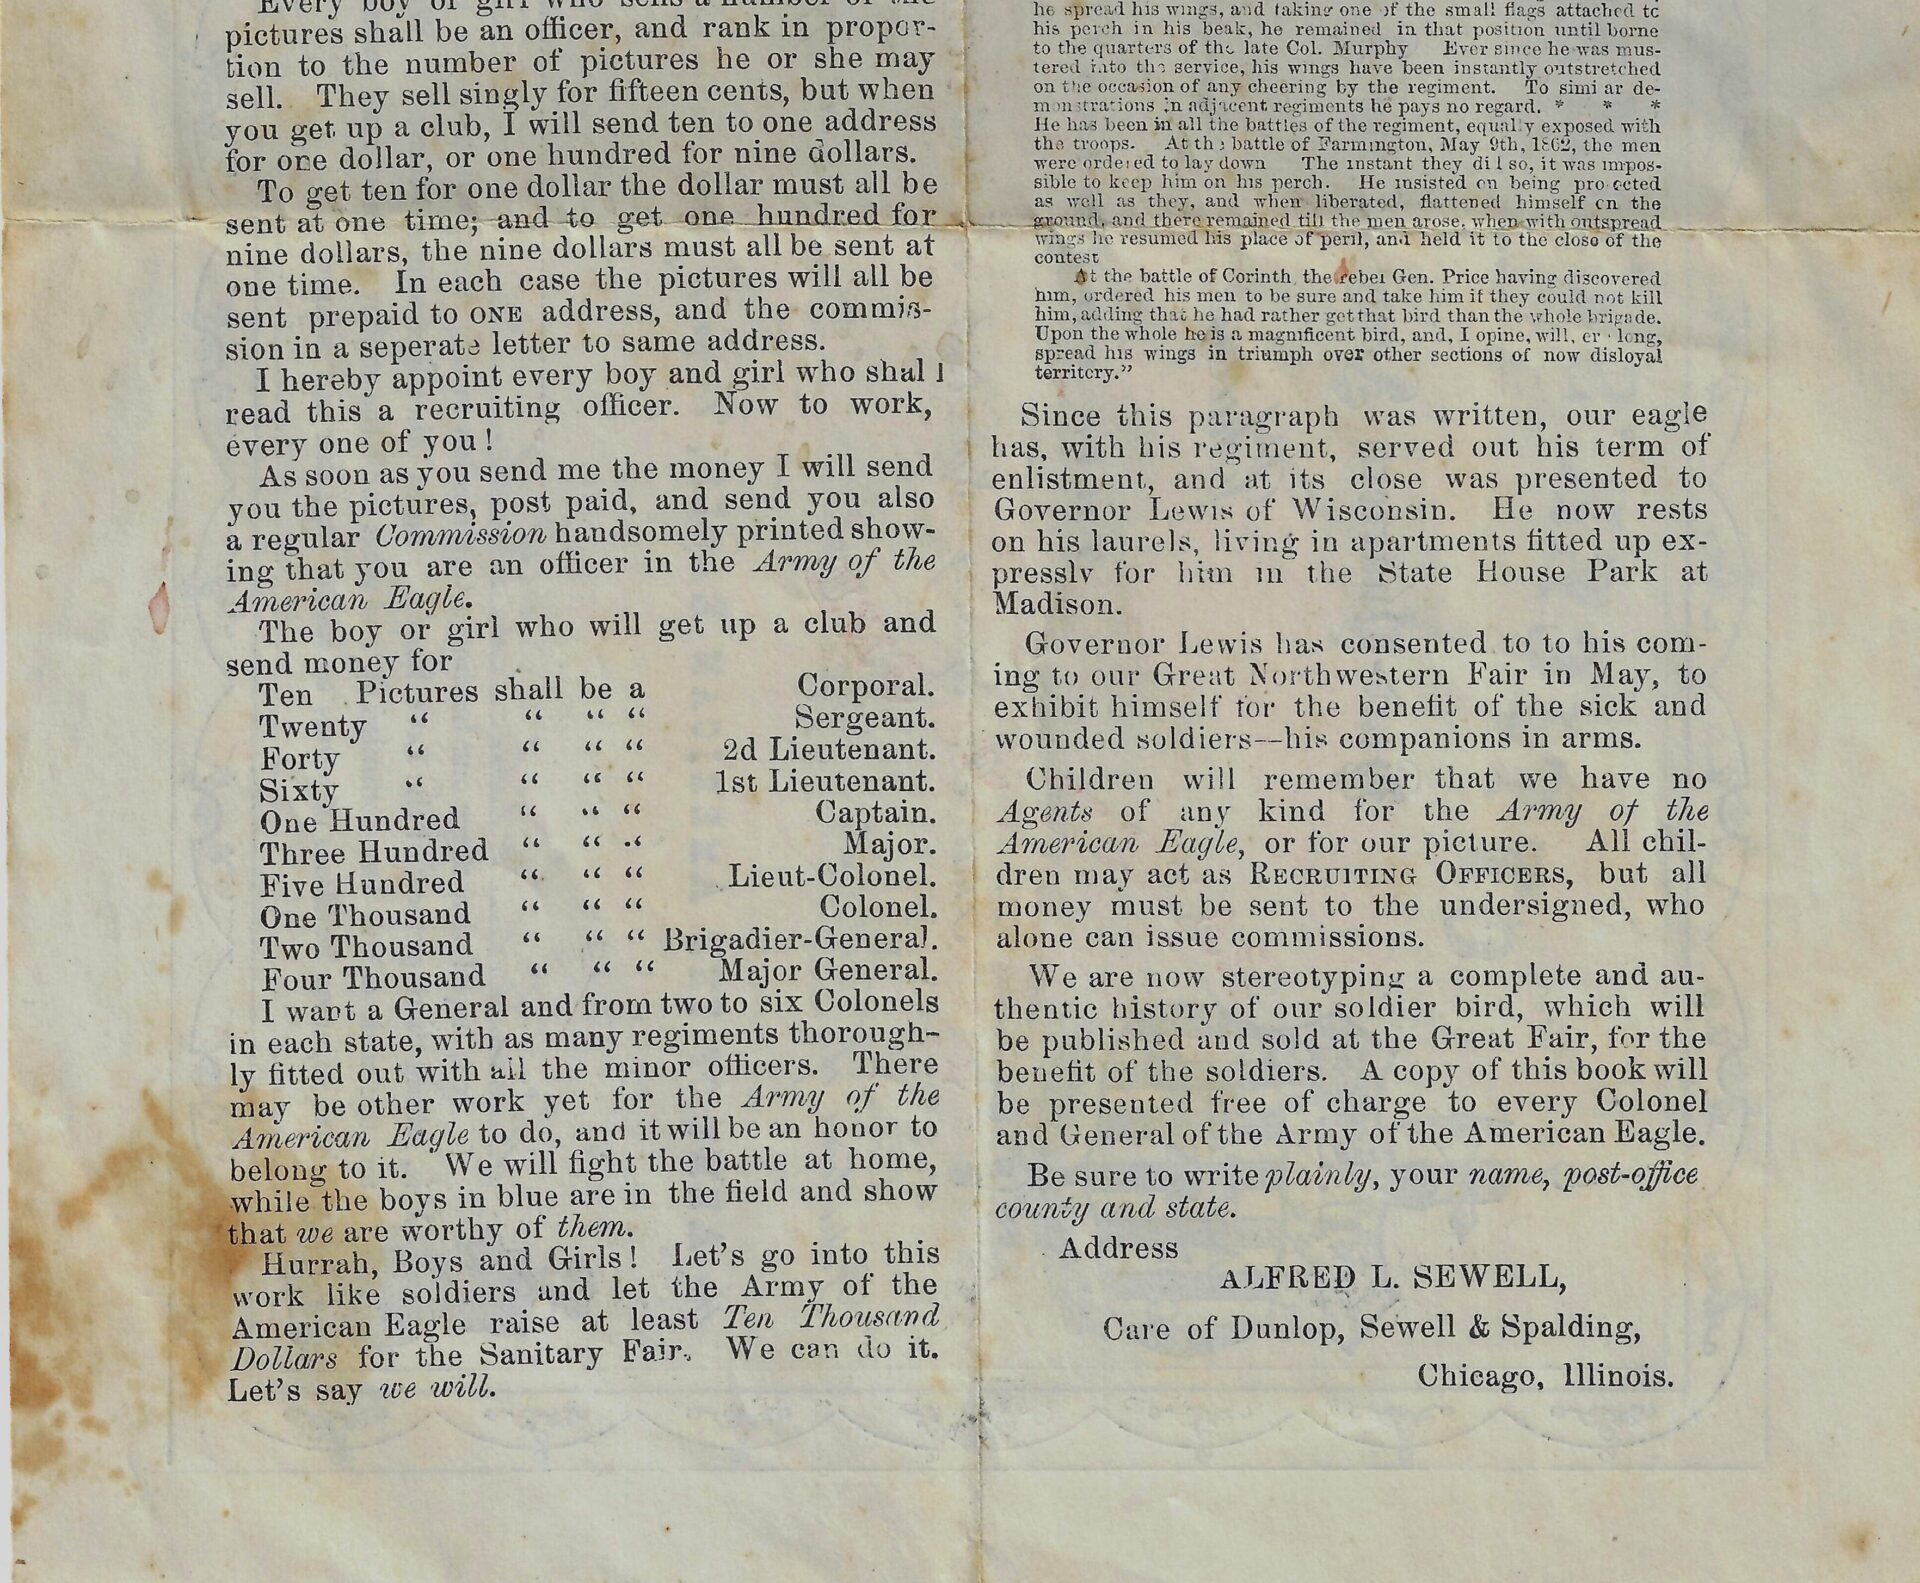 Every boy or girl who sells a number of the
pictures shall be an officer, and rank in propor-
tion to the number of pictures he or she may
sell. They sell singly for fifteen cents, but when
you get up a club, I will send ten to one address
for one dollar, or one hundred for nine dollars.
To get ten for one dollar the dollar must all be
sent at one time; and to get one hundred for
nine dollars, the nine dollars must all be sent at
one time. In each case the pictures will all be
sent prepaid to ONE address, and the commis-
sion in a seperate letter to same address.
I hereby appoint every boy and girl who shall
read this a recruiting officer. Now to work,
every one of you!
As soon as you send me the money I will send
you the pictures, post paid, and send you also
a regular Commission handsomely printed show-
ing that you are an officer in the Army of the
American Eagle.
The boy or girl who will get up a club and
send money for
Ten Pictures shall be a Corporal.
Twenty “ “ “ “ Sergeant.
Forty “ “ “ “ 2d Lieutenant.
Sixty “ “ “ “ 1st Lieutenant.
One Hundred “ “ “ Captain.
Three Hundred “ “ “ Major.
Five Hundred “ “ “ Lieut-Colonel.
One Thousand “ “ “ Colonel.
Two Thousand “ “ “ Brigadier-General.
Four Thousand “ “ “ Major General.
I want a General and from two to six Colonels
in each state, with as many regiments thorough-
ly fitted out with all the minor officers. There
may be other work yet for the Army of the
American Eagle to do, and it will be an honor to
belong to it. We will fight the battle at home,
while the boys in blue are in the field and show
that we are worthy of them.
Hurrah, Boys and Girls! Let's go into this
work like soldiers and let the Army of the
American Eagle raise at least Ten Thousand
Dollars for the Sanitary Fair. We can do it.
Let's say we will.
he spread his wings, and taking one of the small flags attached to
his perch in his beak, he remained in that position until borne
to the quarters of the late Col. Murphy Ever since he was mus-
tered into the service, his wings have been instantly outstretched
on the occasion of any cheering by the regiment. To similar de-
monstrations in adjacent regiments he pays no regard. * * *
He has been in all the battles of the regiment, equally exposed with
the troops. At the battle of Farmington, May 9th, 1862, the men
were ordered to lay down The instant they did so, it was impos-
sible to keep him on his perch. He insisted on being protected
as well as they, and when liberated, flattened himself on the
ground, and there remained till the men arose, when with outspread
wings he resumed his place of peril, and held it to the close of the
contest
At the battle of Corinth, the rebel Gen. Price having discovered
him, ordered his men to be sure and take him if they could not kill
him, adding that he had rather get that bird than the whole brigade.
Upon the whole he is a magnificent bird, and, I opine, will, er long,
spread his wings in triumph over other sections of now disloyal
territory.”
Since this paragraph was written, our eagle
has, with his regiment, served out his term of
enlistment, and at its close was presented to
Governor Lewis of Wisconsin. He now rests
on his laurels, living in apartments fitted up ex-
pressly for him in the State House Park at
Madison.
Governor Lewis has consented to to his com-
ing to our Great Northwestern Fair in May, to
exhibit himself for the benefit of the sick and
wounded soldiers--his companions in arms.
Children will remember that we have no
Agents of any kind for the Army of the
American Eagle, or for our picture. All chil-
dren may act as RECRUITING OFFICERS, but all
money must be sent to the undersigned, who
alone can issue commissions.
We are now stereotyping a complete and au-
thentic history of our soldier bird, which will
be published and sold at the Great Fair, for the
benefit of the soldiers. A copy of this book will
be presented free of charge to every Colonel
and General of the Army of the American Eagle.
Be sure to write plainly, your name, post-office
county and state.
Address
ALFRED L. SEWELL,
Care of Dunlop, Sewell & Spalding,
Chicago, Illinois.